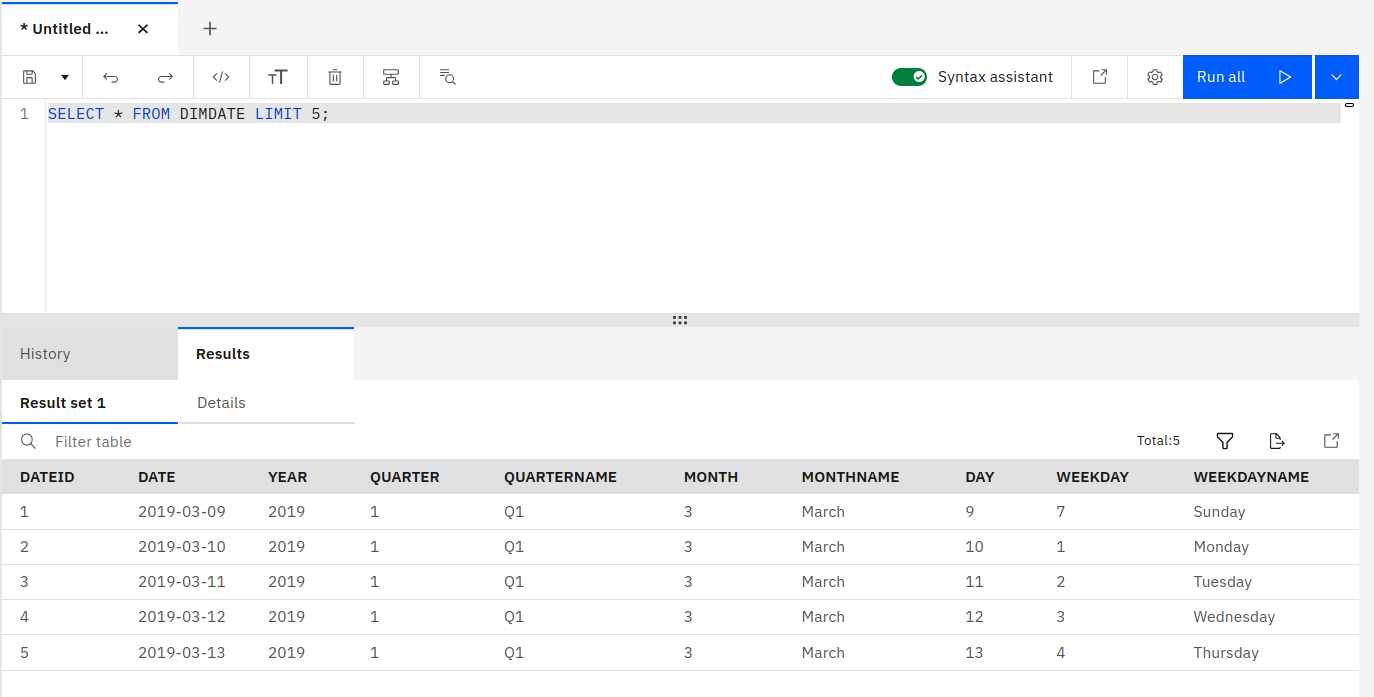 * Untitled ...
Syntax assistant
Run all
1 SELECT * FROM DIMDATE LIMIT 5;
History Results
Result set 1 Details
Filter table Total:5
DATEID DATE YEAR QUARTER QUARTERNAME MONTH MONTHNAME DAY WEEKDAY WEEKDAYNAME
1 2019-03-09 2019 1 Q1 3 March 9 7 Sunday
2 2019-03-10 2019 1 Q1 3 March 10 1 Monday
3 2019-03-11 2019 1 Q1 3 March 11 2 Tuesday
4 2019-03-12 2019 1 Q1 3 March 12 3 Wednesday
5 2019-03-13 2019 1 Q1 3 March 13 4 Thursday